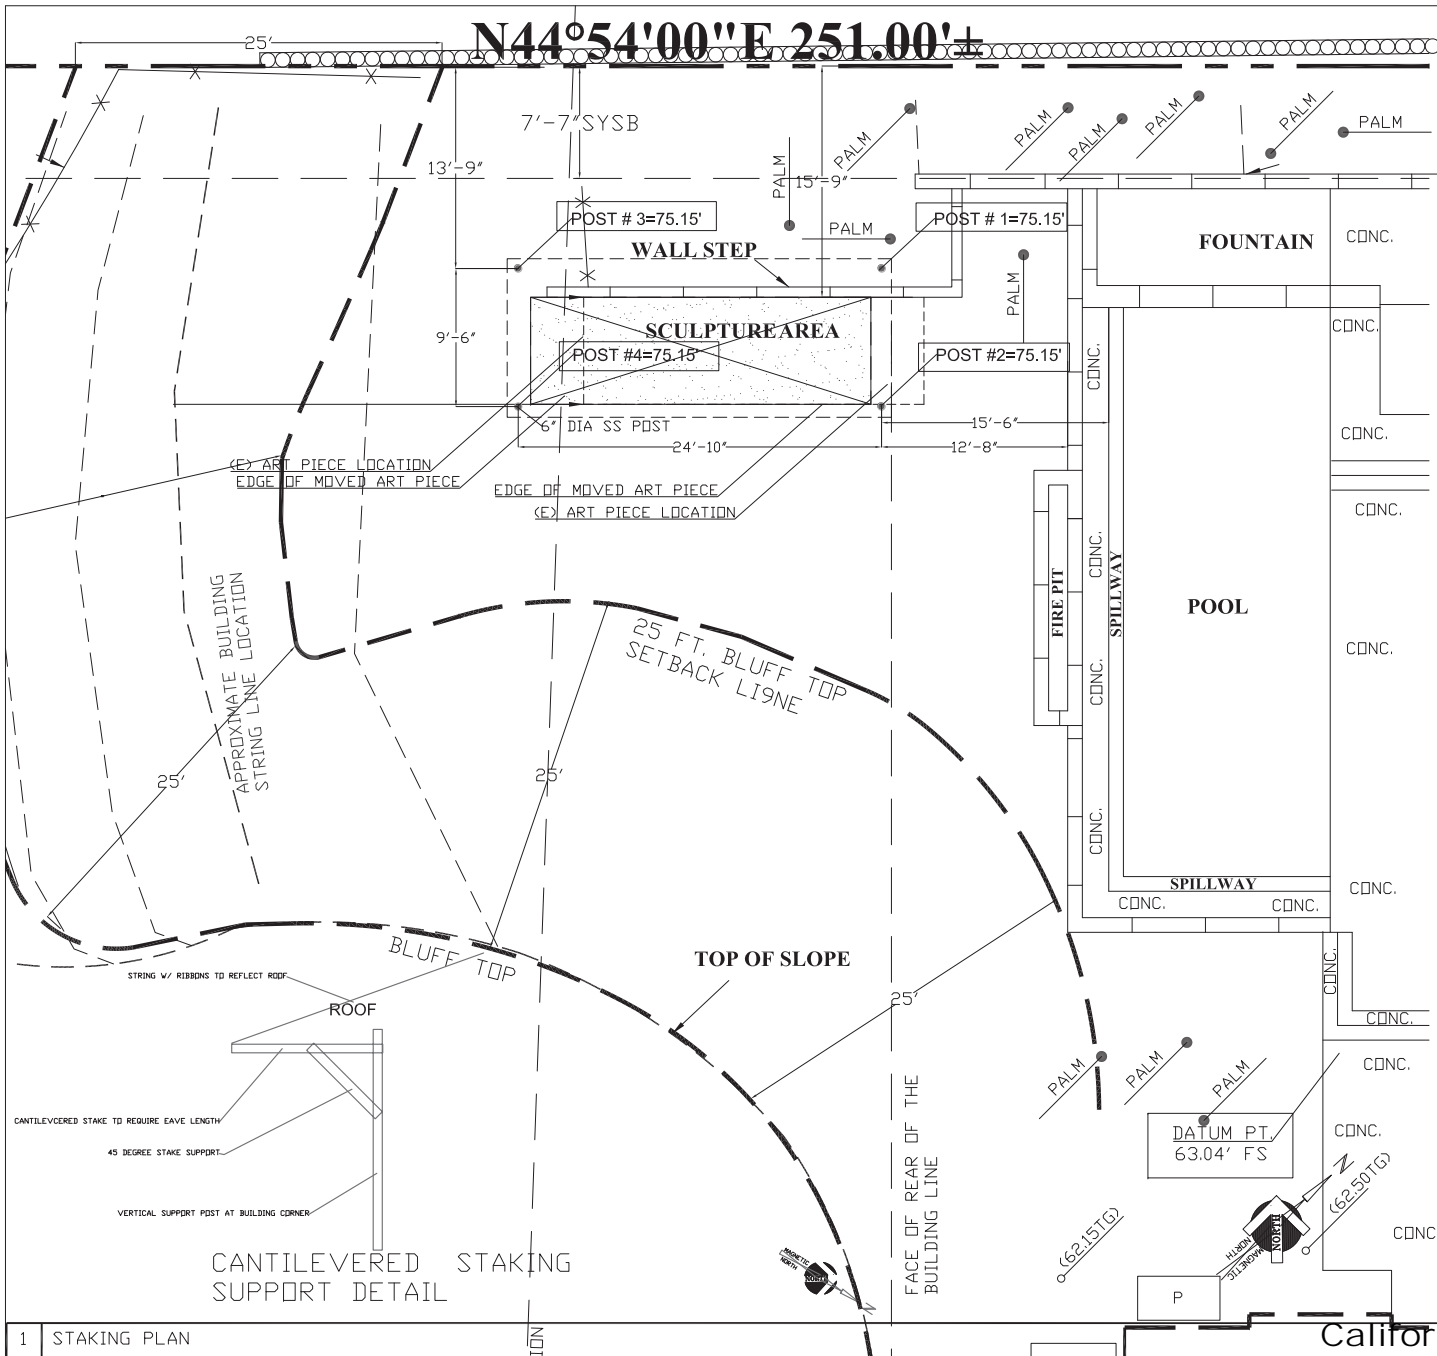 N44°54'00"E 251.00'±
25'
7'-7"SYSB
13'-9"
15'-9"
PALM
PALM
PALM
PALM
PALM
PALM
PALM
PALM
PALM
POST # 3=75.15'
POST # 1=75.15'
WALL STEP
FOUNTAIN
CONC.
PALM
SCULPTURE AREA
CONC.
9'-6"
POST #4=75.15'
POST #2=75.15'
CONC.
6" DIA SS POST
15'-6"
24'-10"
12'-8"
CONC.
(E) ART PIECE LOCATION
EDGE OF MOVED ART PIECE
EDGE OF MOVED ART PIECE
(E) ART PIECE LOCATION
CONC.
CONC.
FIRE PIT
SPILLWAY
POOL
APPROXIMATE BUILDING
STRING LINE LOCATION
25 FT. BLUFF TOP
SETBACK LI9NE
CONC.
CONC.
25'
25'
CONC.
SPILLWAY
CONC.
CONC.
CONC.
BLUFF TOP
TOP OF SLOPE
STRING W/ RIBBONS TO REFLECT ROOF
ROOF
25'
CONC.
CONC.
PALM
PALM
PALM
CONC.
CANTILEVCERED STAKE TO REQUIRE EAVE LENGTH
45 DEGREE STAKE SUPPORT
VERTICAL SUPPORT POST AT BUILDING CORNER
DATUM PT.
63.04' FS
CONC.
FACE OF REAR OF THE
BUILDING LINE
(62.15TG)
(62.50TG)
N
NORTH
MAGNETIC
NORTH
CONC
CANTILEVERED STAKING
SUPPORT DETAIL
MAGNETIC
NORTH
NORTH
N
P
1 STAKING PLAN
ION
Califor